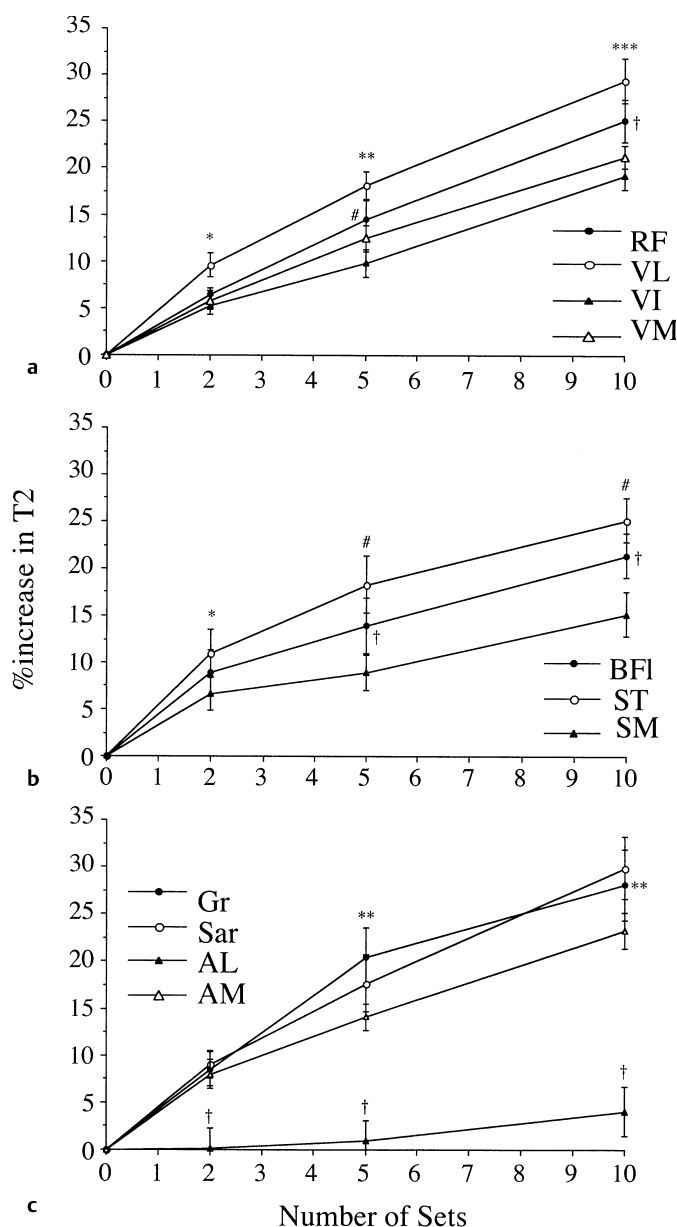 35
***
30
25
†
20
**
#
15
*
10
5
0
RF
VL
VI
VM
a
0 1 2 3 4 5 6 7 8 9 10
35
30
25
#
#
20
†
15
*
†
10
5
0
BFl
ST
SM
b
0 1 2 3 4 5 6 7 8 9 10
%increase in T2
35
30
**
25
**
20
15
10
5
0
Gr
Sar
AL
AM
† † †
c
0 1 2 3 4 5 6 7 8 9 10
Number of Sets